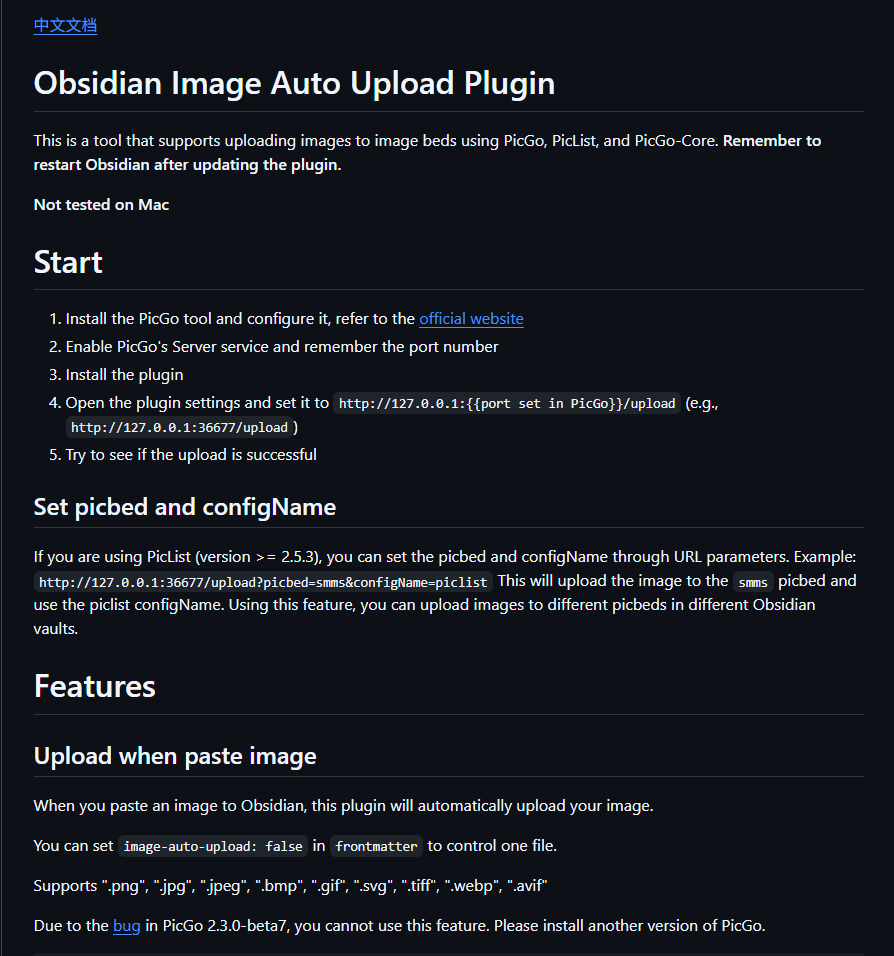 中文文档
Obsidian Image Auto Upload Plugin
This is a tool that supports uploading images to image beds using PicGo, PicList, and PicGo-Core. Remember to
restart Obsidian after updating the plugin.
Not tested on Mac
Start
1. Install the PicGo tool and configure it, refer to the official website
2. Enable PicGo's Server service and remember the port number
3. Install the plugin
4. Open the plugin settings and set it to http://127.0.0.1:{{port set in PicGo}}/upload (e.g.,
http://127.0.0.1:36677/upload )
5. Try to see if the upload is successful
Set picbed and configName
If you are using PicList (version >= 2.5.3), you can set the picbed and configName through URL parameters. Example:
http://127.0.0.1:36677/upload?picbed=smms&configName=piclist This will upload the image to the smms picbed and
use the piclist configName. Using this feature, you can upload images to different picbeds in different Obsidian
vaults.
Features
Upload when paste image
When you paste an image to Obsidian, this plugin will automatically upload your image.
You can set image-auto-upload: false in frontmatter to control one file.
Supports ".png", ".jpg", ".jpeg", ".bmp", ".gif", ".svg", ".tiff", ".webp", ".avif"
Due to the bug in PicGo 2.3.0-beta7, you cannot use this feature. Please install another version of PicGo.